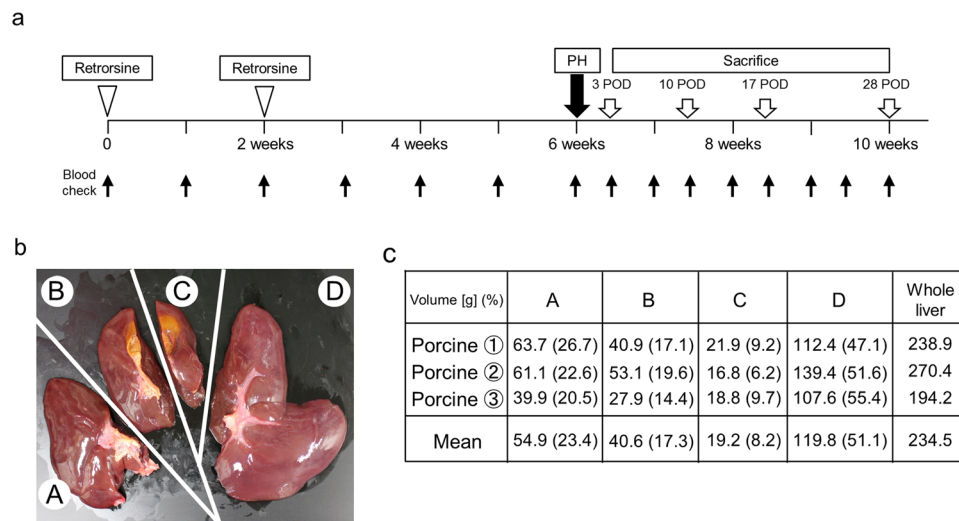 a
Retrorsine
Retrorsine
PH
Sacrifice
3 POD
10 POD
17 POD
28 POD
0
2 weeks
4 weeks
6 weeks
8 weeks
10 weeks
Blood
check
b
B
C
D
A
c
Volume [g] (%) A B C D Whole liver
Porcine ① 63.7 (26.7) 40.9 (17.1) 21.9 (9.2) 112.4 (47.1) 238.9
Porcine ② 61.1 (22.6) 53.1 (19.6) 16.8 (6.2) 139.4 (51.6) 270.4
Porcine ③ 39.9 (20.5) 27.9 (14.4) 18.8 (9.7) 107.6 (55.4) 194.2
Mean 54.9 (23.4) 40.6 (17.3) 19.2 (8.2) 119.8 (51.1) 234.5